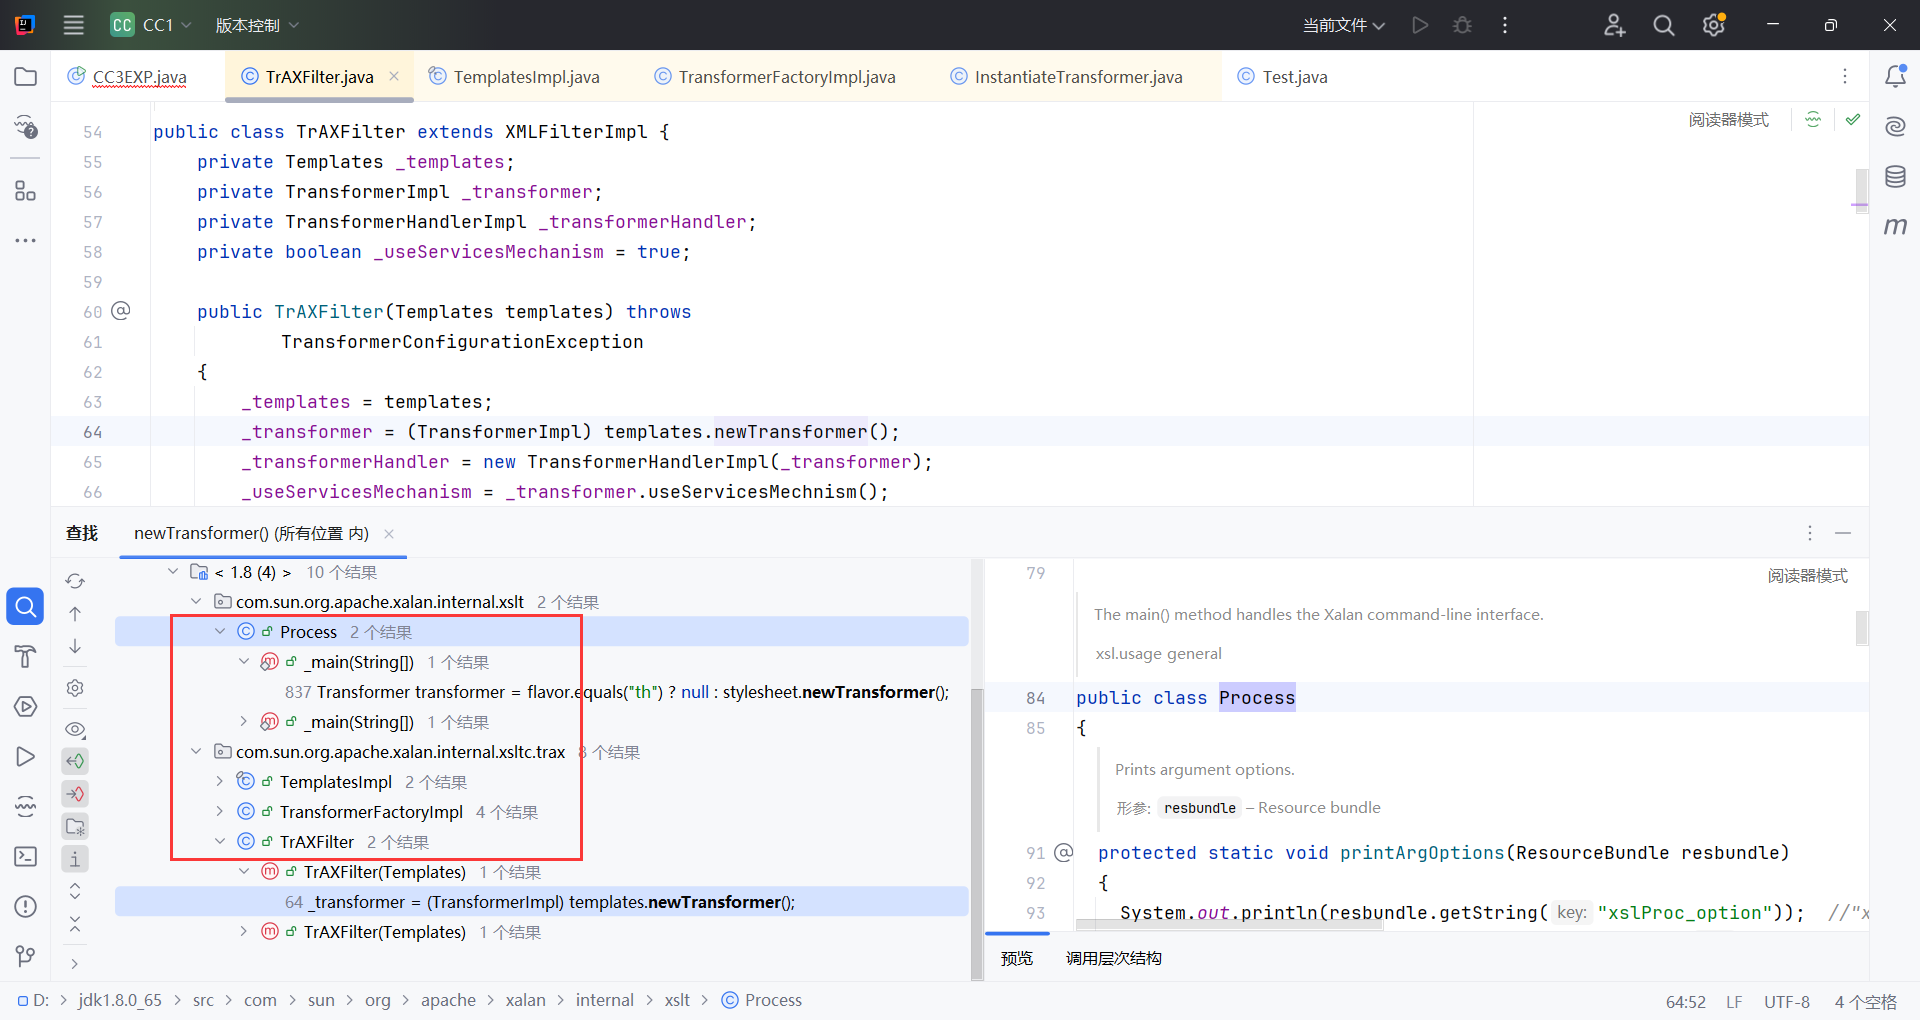 CC CC1 版本控制 当前文件
CC3EXP.java TrAXFilter.java TemplatesImpl.java TransformerFactoryImpl.java InstantiateTransformer.java Test.java
阅读器模式
54 public class TrAXFilter extends XMLFilterImpl {
55 private Templates _templates;
56 private TransformerImpl _transformer;
57 private TransformerHandlerImpl _transformerHandler;
58 private boolean _useServicesMechanism = true;
59
60 @ public TrAXFilter(Templates templates) throws
61 TransformerConfigurationException
62 {
63 _templates = templates;
64 _transformer = (TransformerImpl) templates.newTransformer();
65 _transformerHandler = new TransformerHandlerImpl(_transformer);
66 _useServicesMechanism = _transformer.useServicesMechnism();
查找 newTransformer() (所有位置 内)
< 1.8 (4) > 10 个结果
com.sun.org.apache.xalan.internal.xslt 2 个结果
Process 2 个结果
_main(String[]) 1 个结果
837 Transformer transformer = flavor.equals("th") ? null : stylesheet.newTransformer();
_main(String[]) 1 个结果
com.sun.org.apache.xalan.internal.xsltc.trax 8 个结果
TemplatesImpl 2 个结果
TransformerFactoryImpl 4 个结果
TrAXFilter 2 个结果
TrAXFilter(Templates) 1 个结果
64 _transformer = (TransformerImpl) templates.newTransformer();
TrAXFilter(Templates) 1 个结果
79
阅读器模式
The main() method handles the Xalan command-line interface.
xsl.usage general
84 public class Process
85 {
Prints argument options.
形参: resbundle – Resource bundle
91 @ protected static void printArgOptions(ResourceBundle resbundle)
92 {
93 System.out.println(resbundle.getString( key: "xslProc_option")); //"x
预览 调用层次结构
D: > jdk1.8.0_65 > src > com > sun > org > apache > xalan > internal > xslt > Process
64:52 LF UTF-8 4 个空格